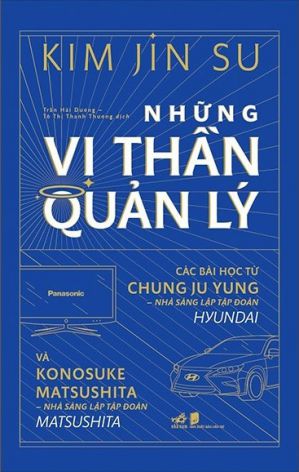 KIM JIN SU
Trần Hải Dương –
Tô Thị Thanh Thương dịch
NHỮNG
VỊ THẦN
QUẢN LÝ
CÁC BÀI HỌC TỪ
CHUNG JU YUNG
– NHÀ SÁNG LẬP TẬP ĐOÀN
HYUNDAI
Panasonic
VÀ
KONOSUKE
MATSUSHITA
– NHÀ SÁNG LẬP TẬP ĐOÀN
MATSUSHITA